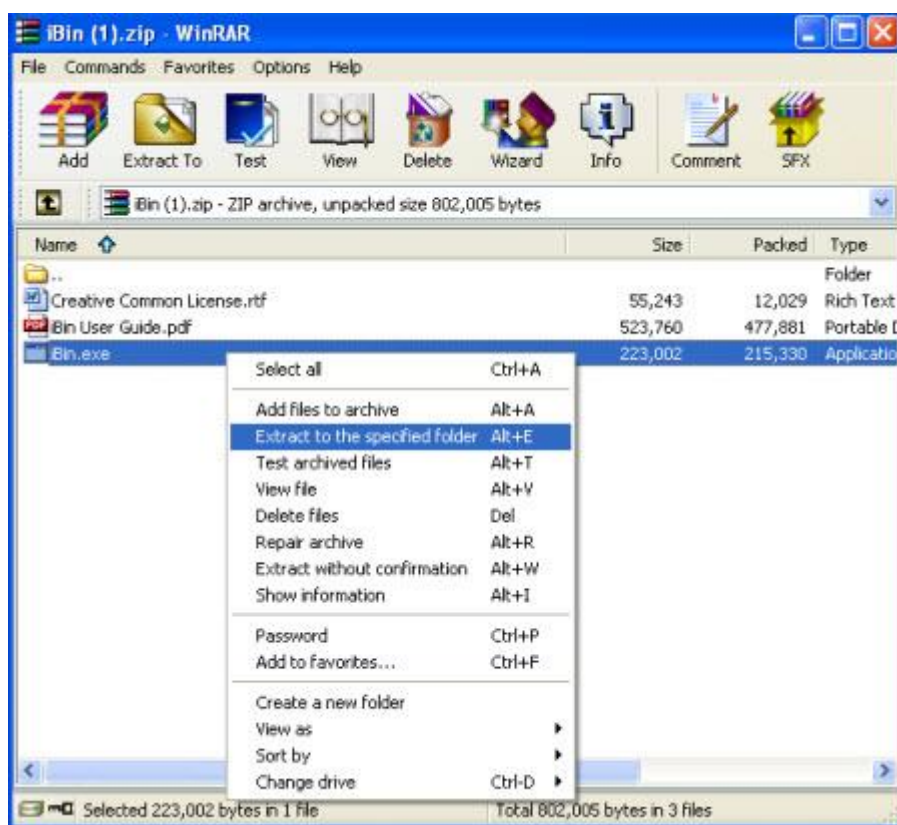 iBin (1).zip - WinRAR
File Commands Favorites Options Help
Add Extract To Test View Delete Wizard Info Comment SFX
iBin (1).zip - ZIP archive, unpacked size 802,005 bytes
Name Size Packed Type
.. Folder
Creative Common License.rtf 55,243 12,029 Rich Text
iBin User Guide.pdf 523,760 477,881 Portable D
iBin.exe 223,002 215,330 Applicatio
Select all Ctrl+A
Add files to archive Alt+A
Extract to the specified folder Alt+E
Test archived files Alt+T
View file Alt+V
Delete files Del
Repair archive Alt+R
Extract without confirmation Alt+W
Show information Alt+I
Password Ctrl+P
Add to favorites... Ctrl+F
Create a new folder
View as
Sort by
Change drive Ctrl-D
Selected 223,002 bytes in 1 file Total 802,005 bytes in 3 files